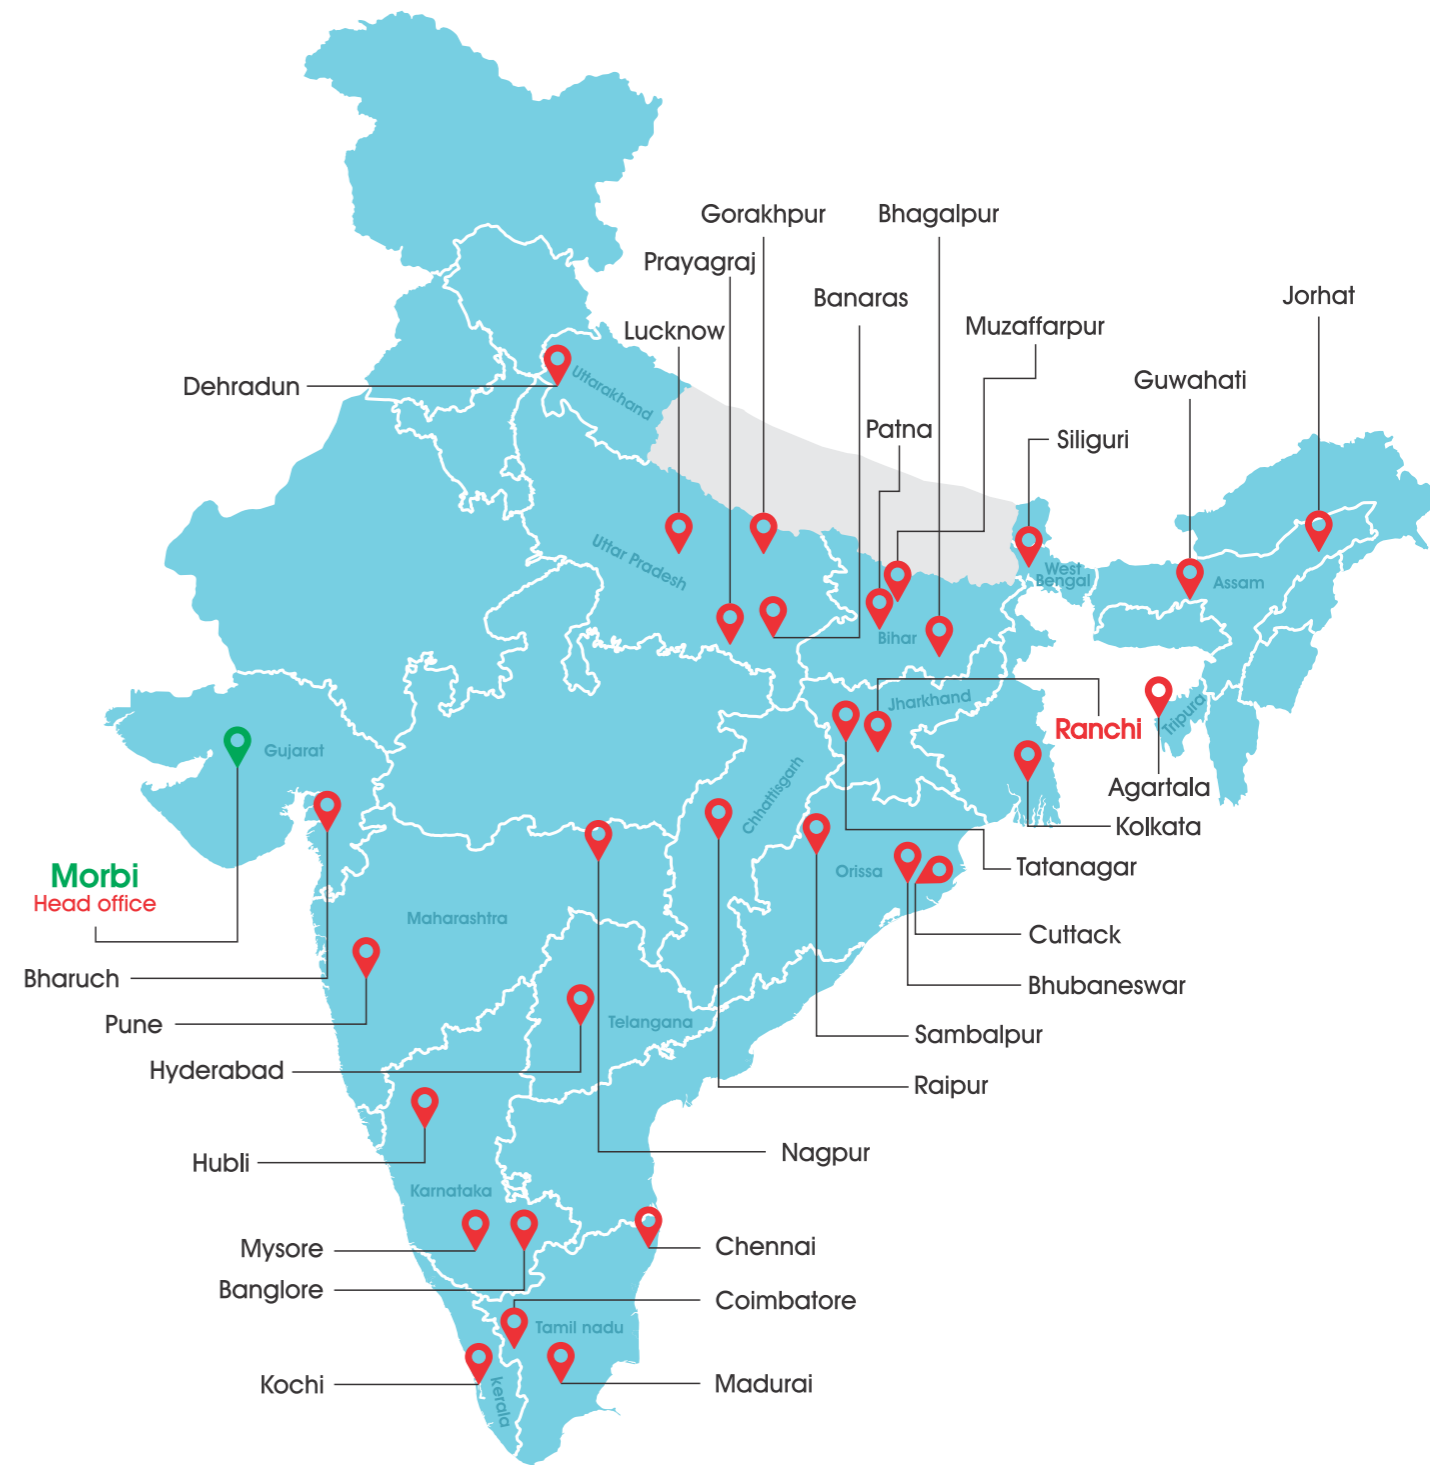 Gorakhpur
Bhagalpur
Prayagraj
Banaras
Jorhat
Lucknow
Muzaffarpur
Dehradun
Uttarakhand
Guwahati
Patna
Siliguri
Uttar Pradesh
West
Bengal
Assam
Bihar
Jharkhand
Ranchi
Tripura
Gujarat
Chhattisgarh
Agartala
Kolkata
Morbi
Head office
Orissa
Tatanagar
Maharashtra
Cuttack
Bharuch
Bhubaneswar
Pune
Telangana
Sambalpur
Hyderabad
Raipur
Hubli
Nagpur
Karnataka
Mysore
Chennai
Banglore
Coimbatore
Tamil nadu
Kochi
kerala
Madurai